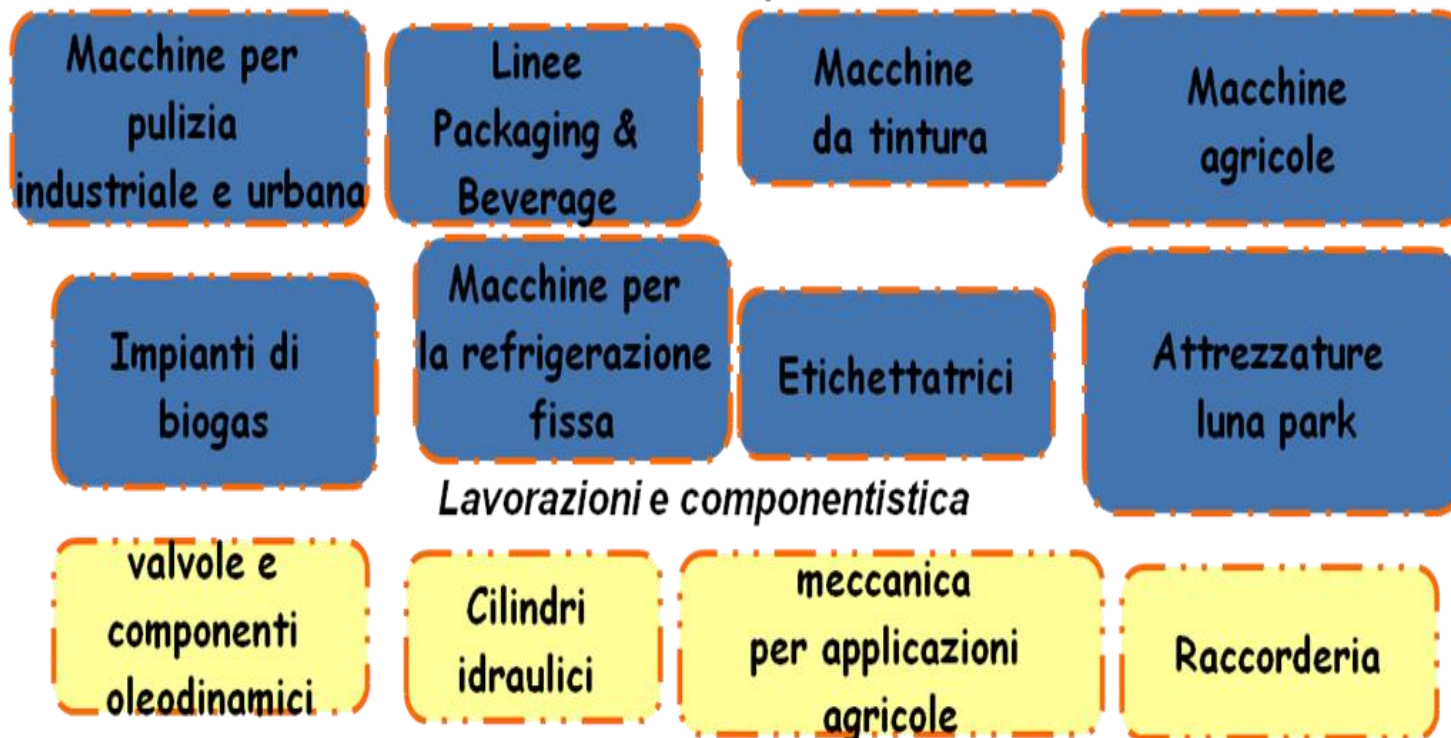 Macchine per
pulizia
industriale e urbana
Linee
Packaging &
Beverage
Macchine
da tintura
Macchine
agricole
Impianti di
biogas
Macchine per
la refrigerazione
fissa
Etichettatrici
Attrezzature
luna park
Lavorazioni e componentistica
valvole e
componenti
oleodinamici
Cilindri
idraulici
meccanica
per applicazioni
agricole
Raccorderia